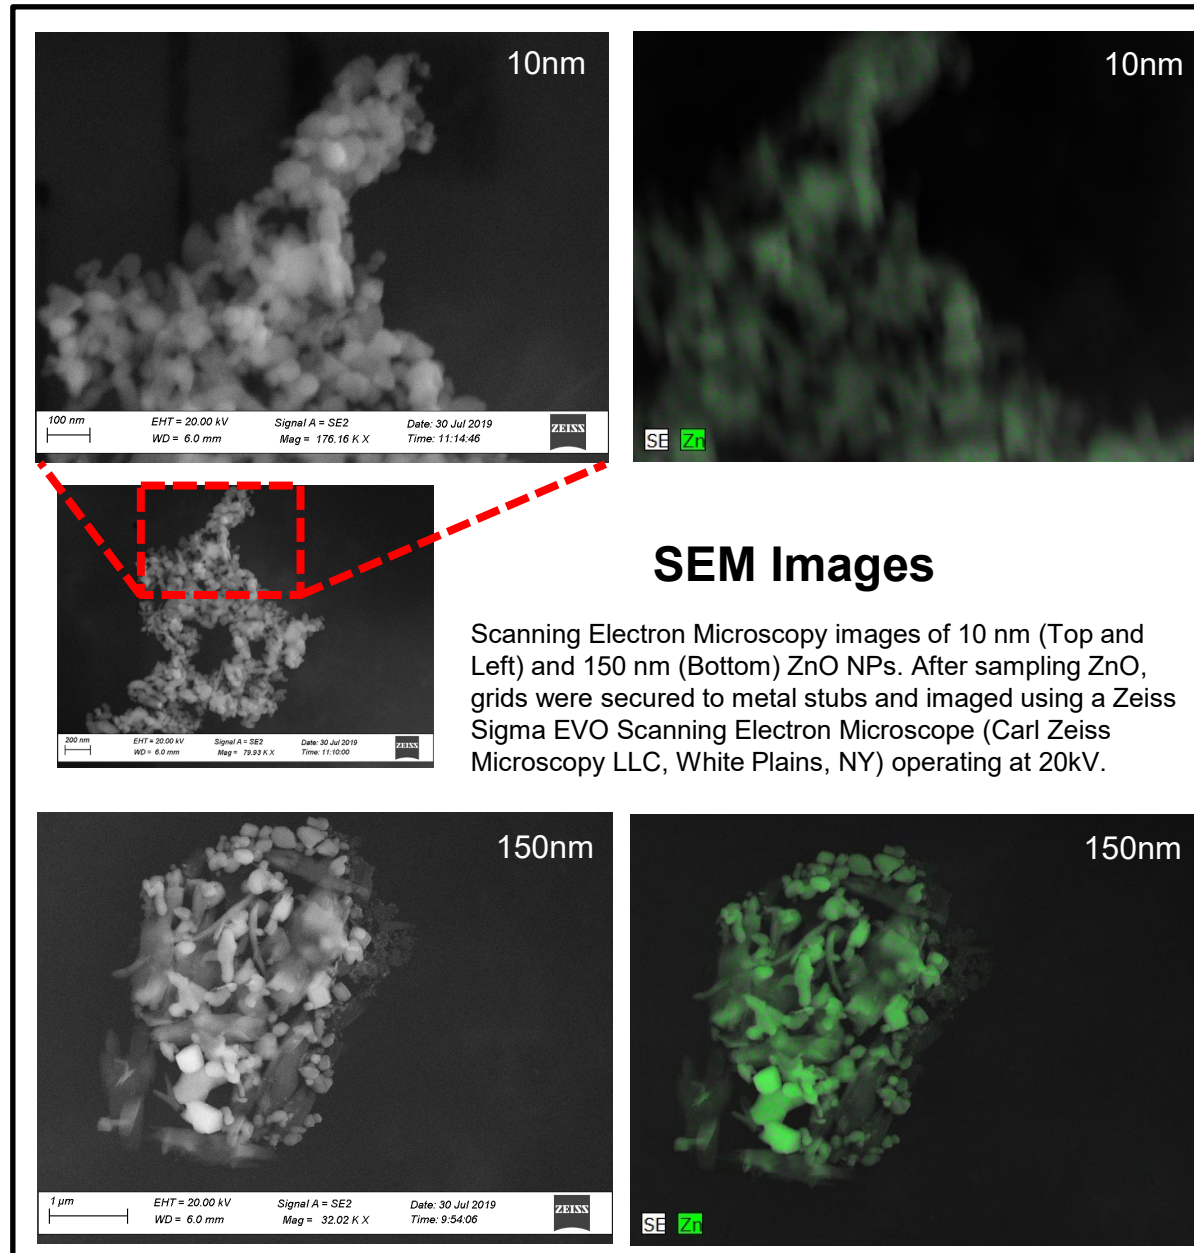 10nm
10nm
100 nm
EHT = 20.00 kV
Signal A = SE2
Date: 30 Jul 2019
WD = 6.0 mm
Mag = 176.16 K X
Time: 11:14:46
ZEISS
SE Zn
200 nm
EHT = 20.00 kV
Signal A = SE2
Date: 30 Jul 2019
WD = 6.0 mm
Mag = 79.93 K X
Time: 11:10:00
ZEISS
SEM Images
Scanning Electron Microscopy images of 10 nm (Top and
Left) and 150 nm (Bottom) ZnO NPs. After sampling ZnO,
grids were secured to metal stubs and imaged using a Zeiss
Sigma EVO Scanning Electron Microscope (Carl Zeiss
Microscopy LLC, White Plains, NY) operating at 20kV.
150nm
150nm
1 µm
EHT = 20.00 kV
Signal A = SE2
Date: 30 Jul 2019
WD = 6.0 mm
Mag = 32.02 K X
Time: 9:54:06
ZEISS
SE Zn